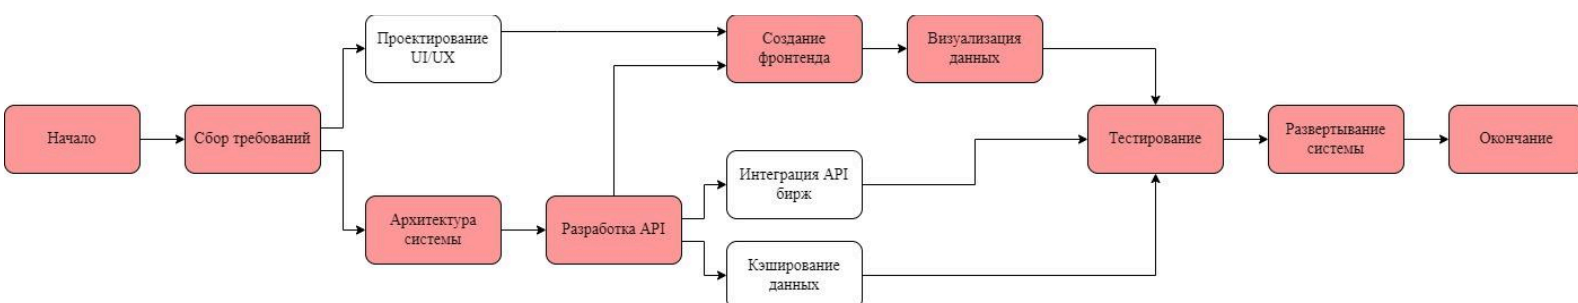 Проектирование
UI/UX
Создание
фронтенда
Визуализация
данных
Начало
Сбор требований
Тестирование
Развертывание
системы
Окончание
Интеграция API
бирж
Архитектура
системы
Разработка API
Кэширование
данных